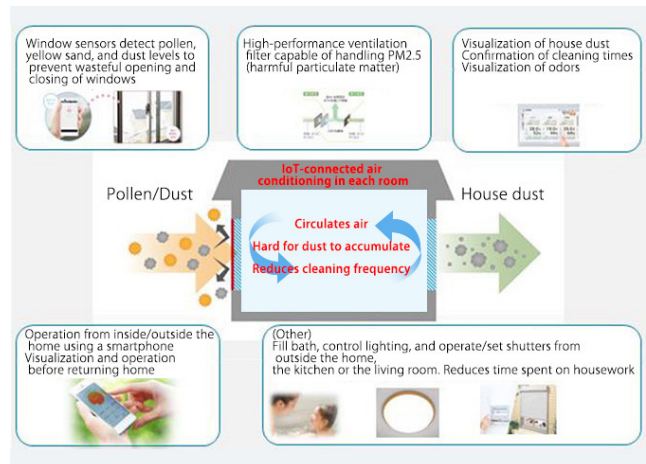 Window sensors detect pollen,
yellow sand, and dust levels to
prevent wasteful opening and
closing of windows
High-performance ventilation
filter capable of handling PM2.5
(harmful particulate matter)
Visualization of house dust
Confirmation of cleaning times
Visualization of odors
IoT-connected air
conditioning in each room
Pollen/Dust
House dust
Circulates air
Hard for dust to accumulate
Reduces cleaning frequency
Operation from inside/outside the
home using a smartphone
Visualization and operation
before returning home
(Other)
Fill bath, control lighting, and operate/set shutters from
outside the home,
the kitchen or the living room. Reduces time spent on housework